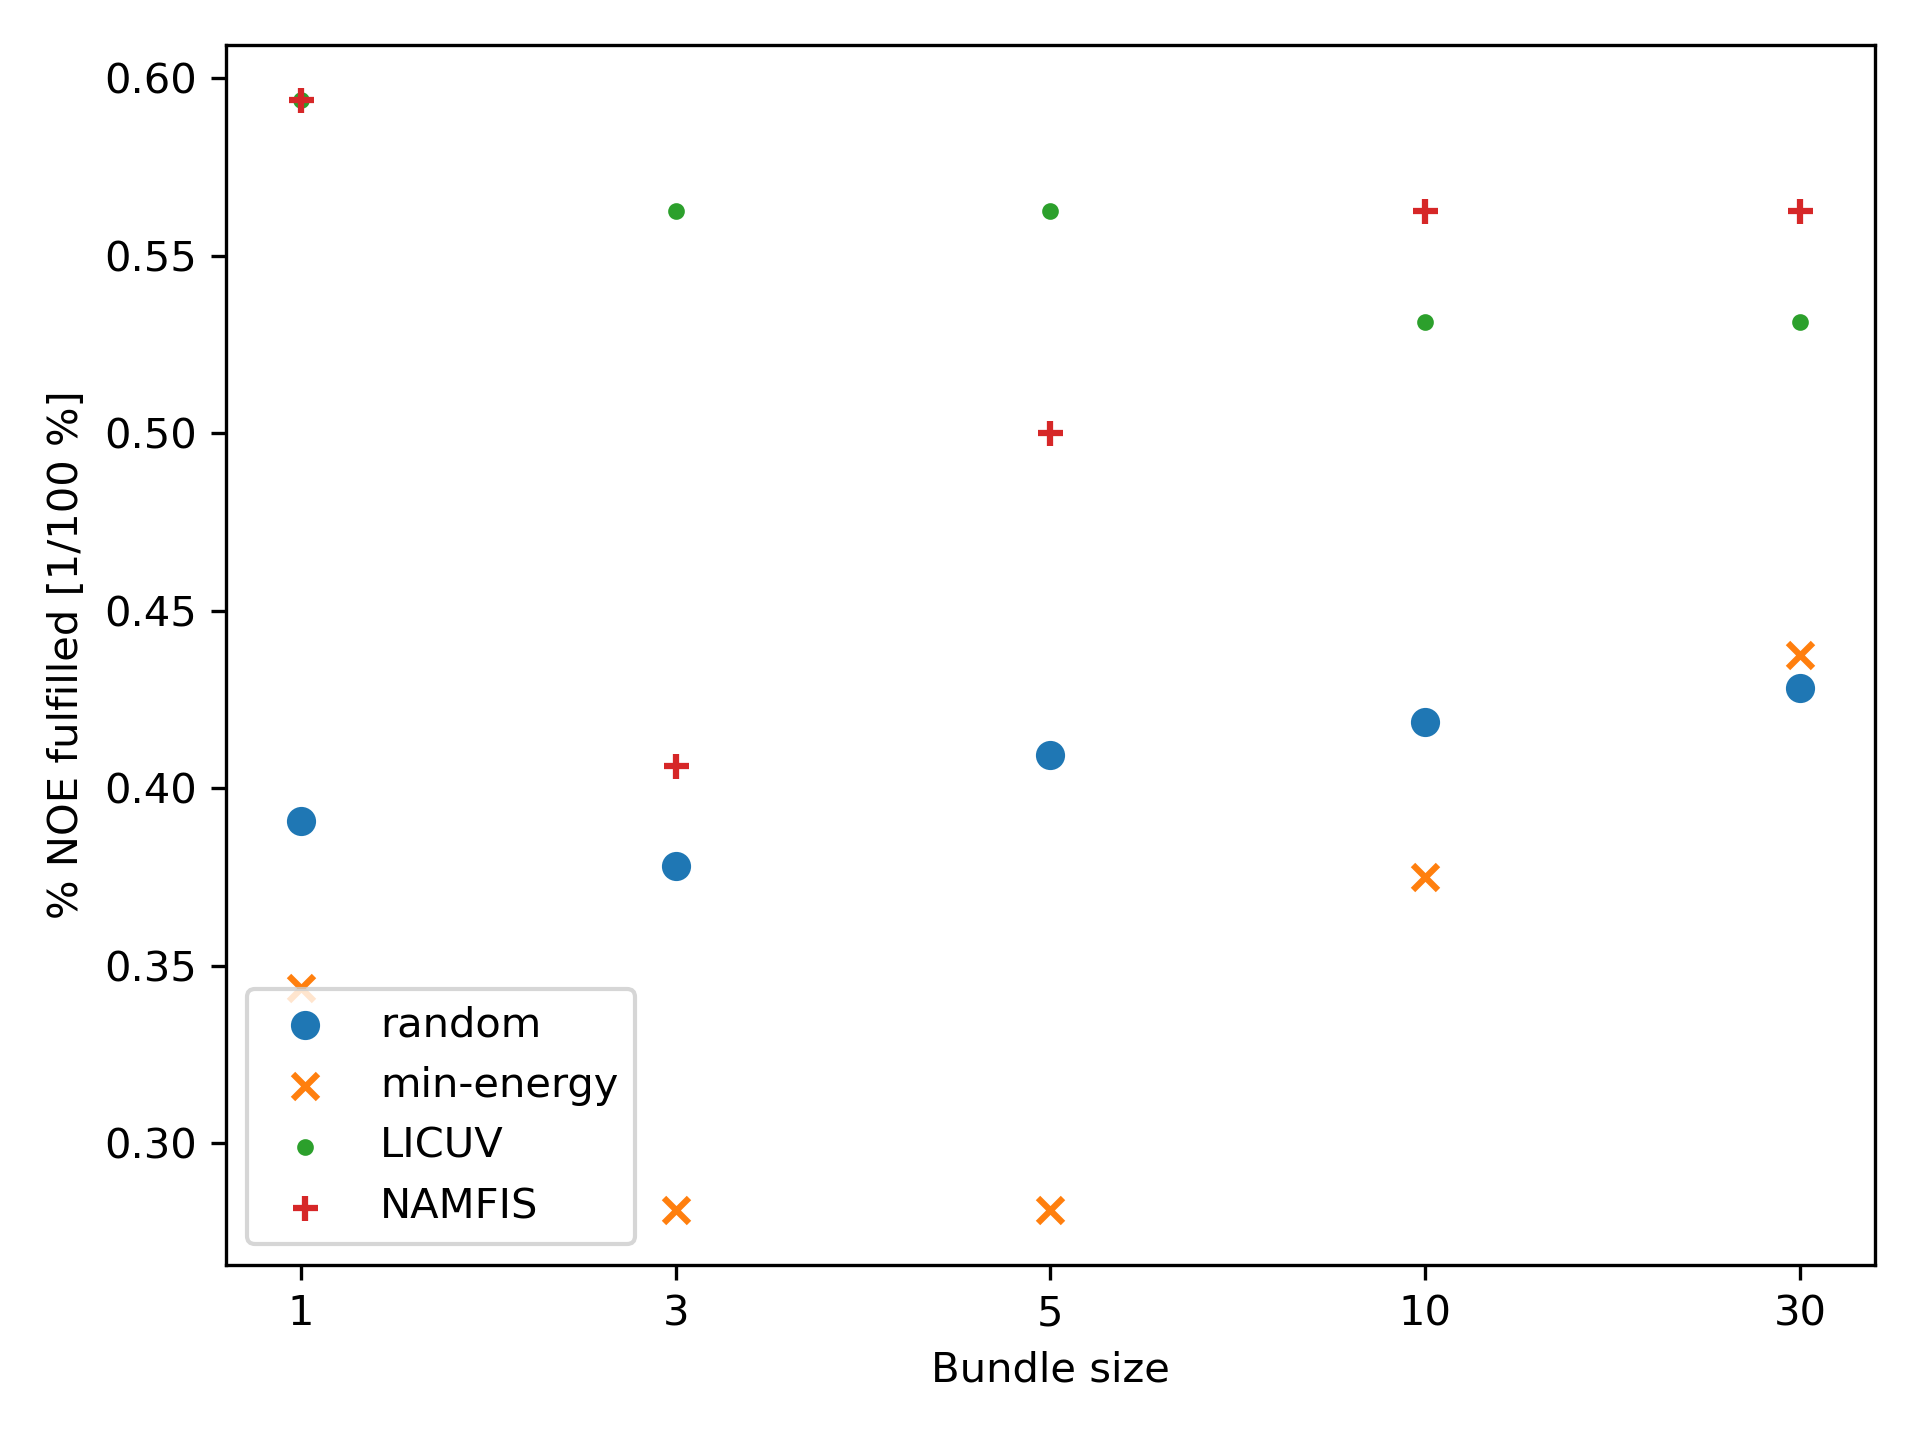 0.60
0.55
0.50
0.45
0.40
0.35
0.30
% NOE fulfilled [1/100 %]
random
min-energy
LICUV
NAMFIS
1 3 5 10 30
Bundle size